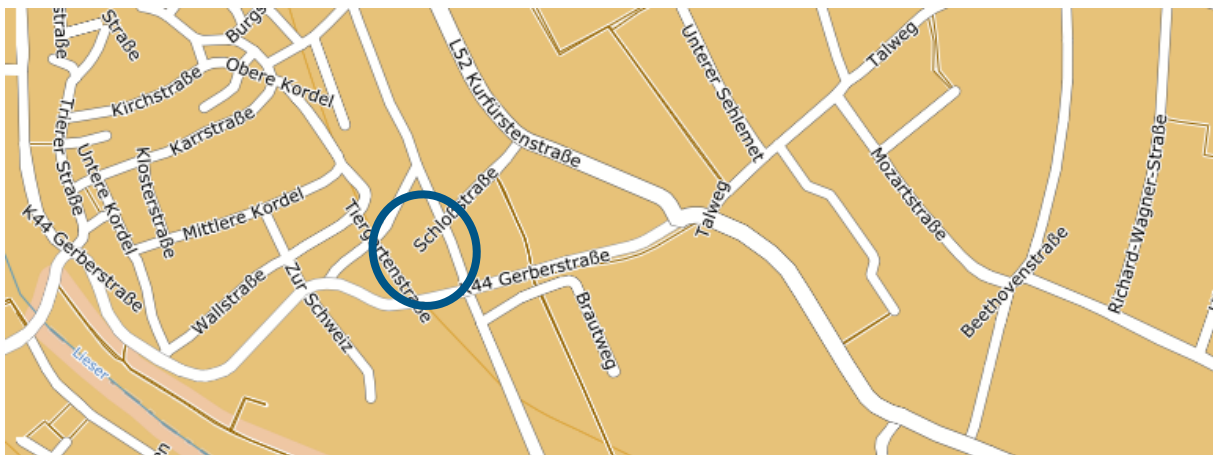 straße
Straße
Burgs
L52 Kurfürstenstraße
Talweg
Unterer Sehlemet
Obere Kordel
Kirchstraße
Trierer Straße
Karrstraße
Untere Kordel
Klosterstraße
Mozartstraße
Richard-Wagner-Straße
Schloßstraße
Talweg
Mittlere Kordel
Tiergartenstraße
K44 Gerberstraße
K44 Gerberstraße
Beethovenstraße
Zur Schweiz
Wallstraße
Brautweg
Lieser
en